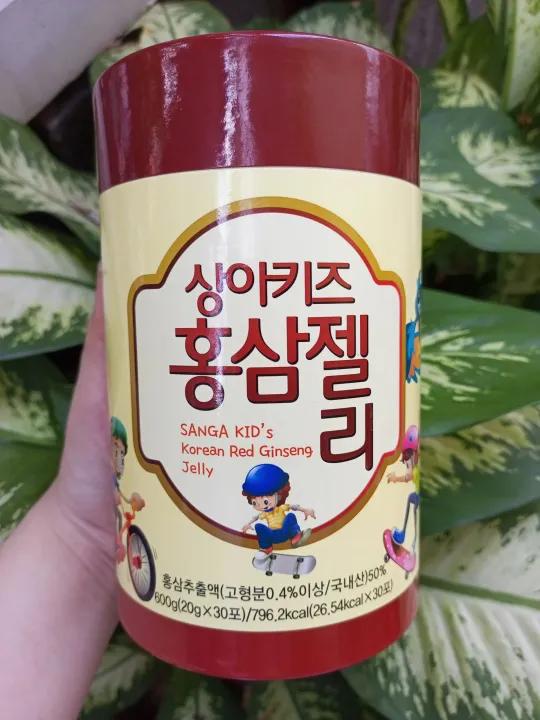 상아키즈
홍삼젤리
SANGA KID's
Korean Red Ginseng
Jelly
홍삼추출액(고형분0.4%이상/국내산)50%
600g(20g×30포)/796.2kcal(26.54kcal×30포)